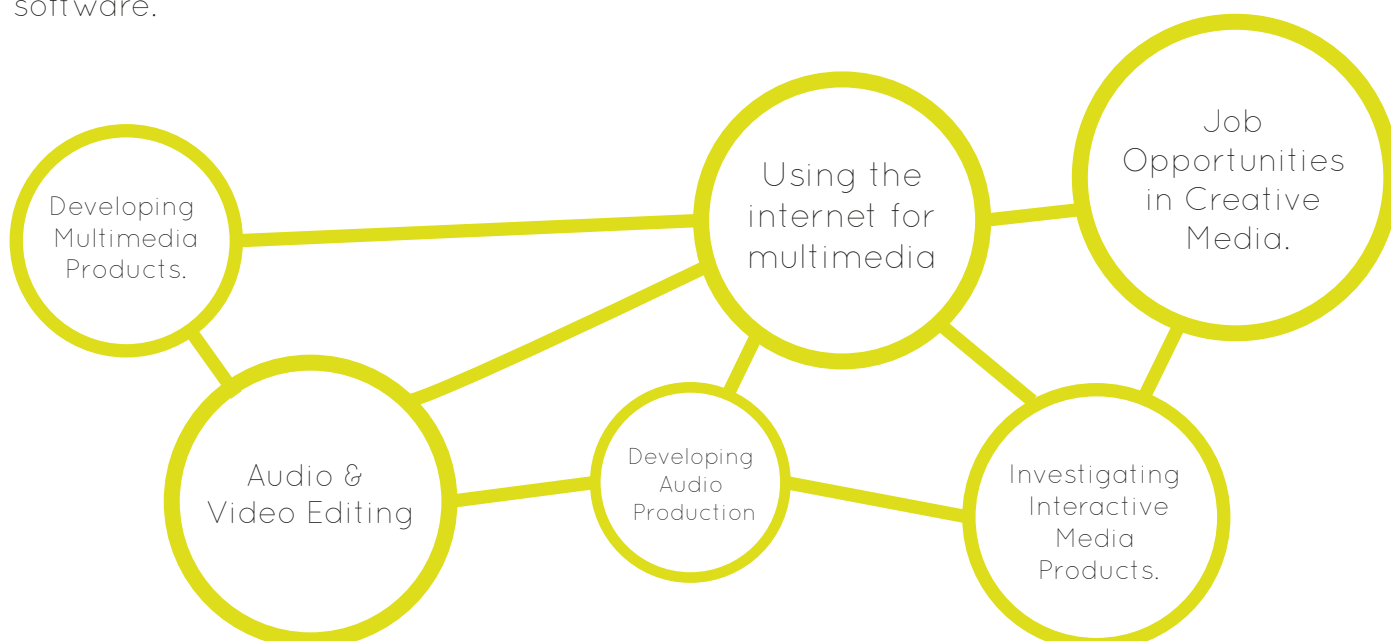 software.
Developing
Multimedia
Products.
Using the
internet for
multimedia
Job
Opportunities
in Creative
Media.
Audio &
Video Editing
Developing
Audio
Production
Investigating
Interactive
Media
Products.